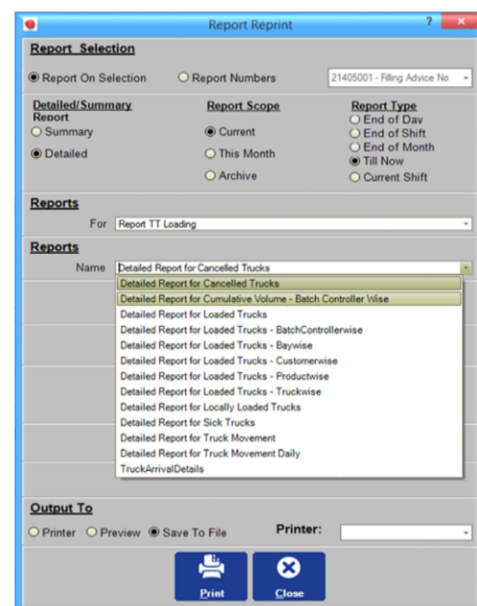 Report Reprint ?
Report Selection
Report On Selection Report Numbers 21405001 - Filling Advice No
Detailed/Summary Report Scope Report Type
Report End of Day
Summary Current End of Shift
End of Month
Detailed This Month Till Now
Archive Current Shift
Reports
For Report TT Loading
Reports
Name Detailed Report for Cancelled Trucks
Detailed Report for Cancelled Trucks
Detailed Report for Cumulative Volume - Batch Controller Wise
Detailed Report for Loaded Trucks
Detailed Report for Loaded Trucks - BatchControllerwise
Detailed Report for Loaded Trucks - Baywise
Detailed Report for Loaded Trucks - Customerwise
Detailed Report for Loaded Trucks - Productwise
Detailed Report for Loaded Trucks - Truckwise
Detailed Report for Locally Loaded Trucks
Detailed Report for Sick Trucks
Detailed Report for Truck Movement
Detailed Report for Truck Movement Daily
TruckArrivalDetails
Output To
Printer Preview Save To File Printer:
Print Close